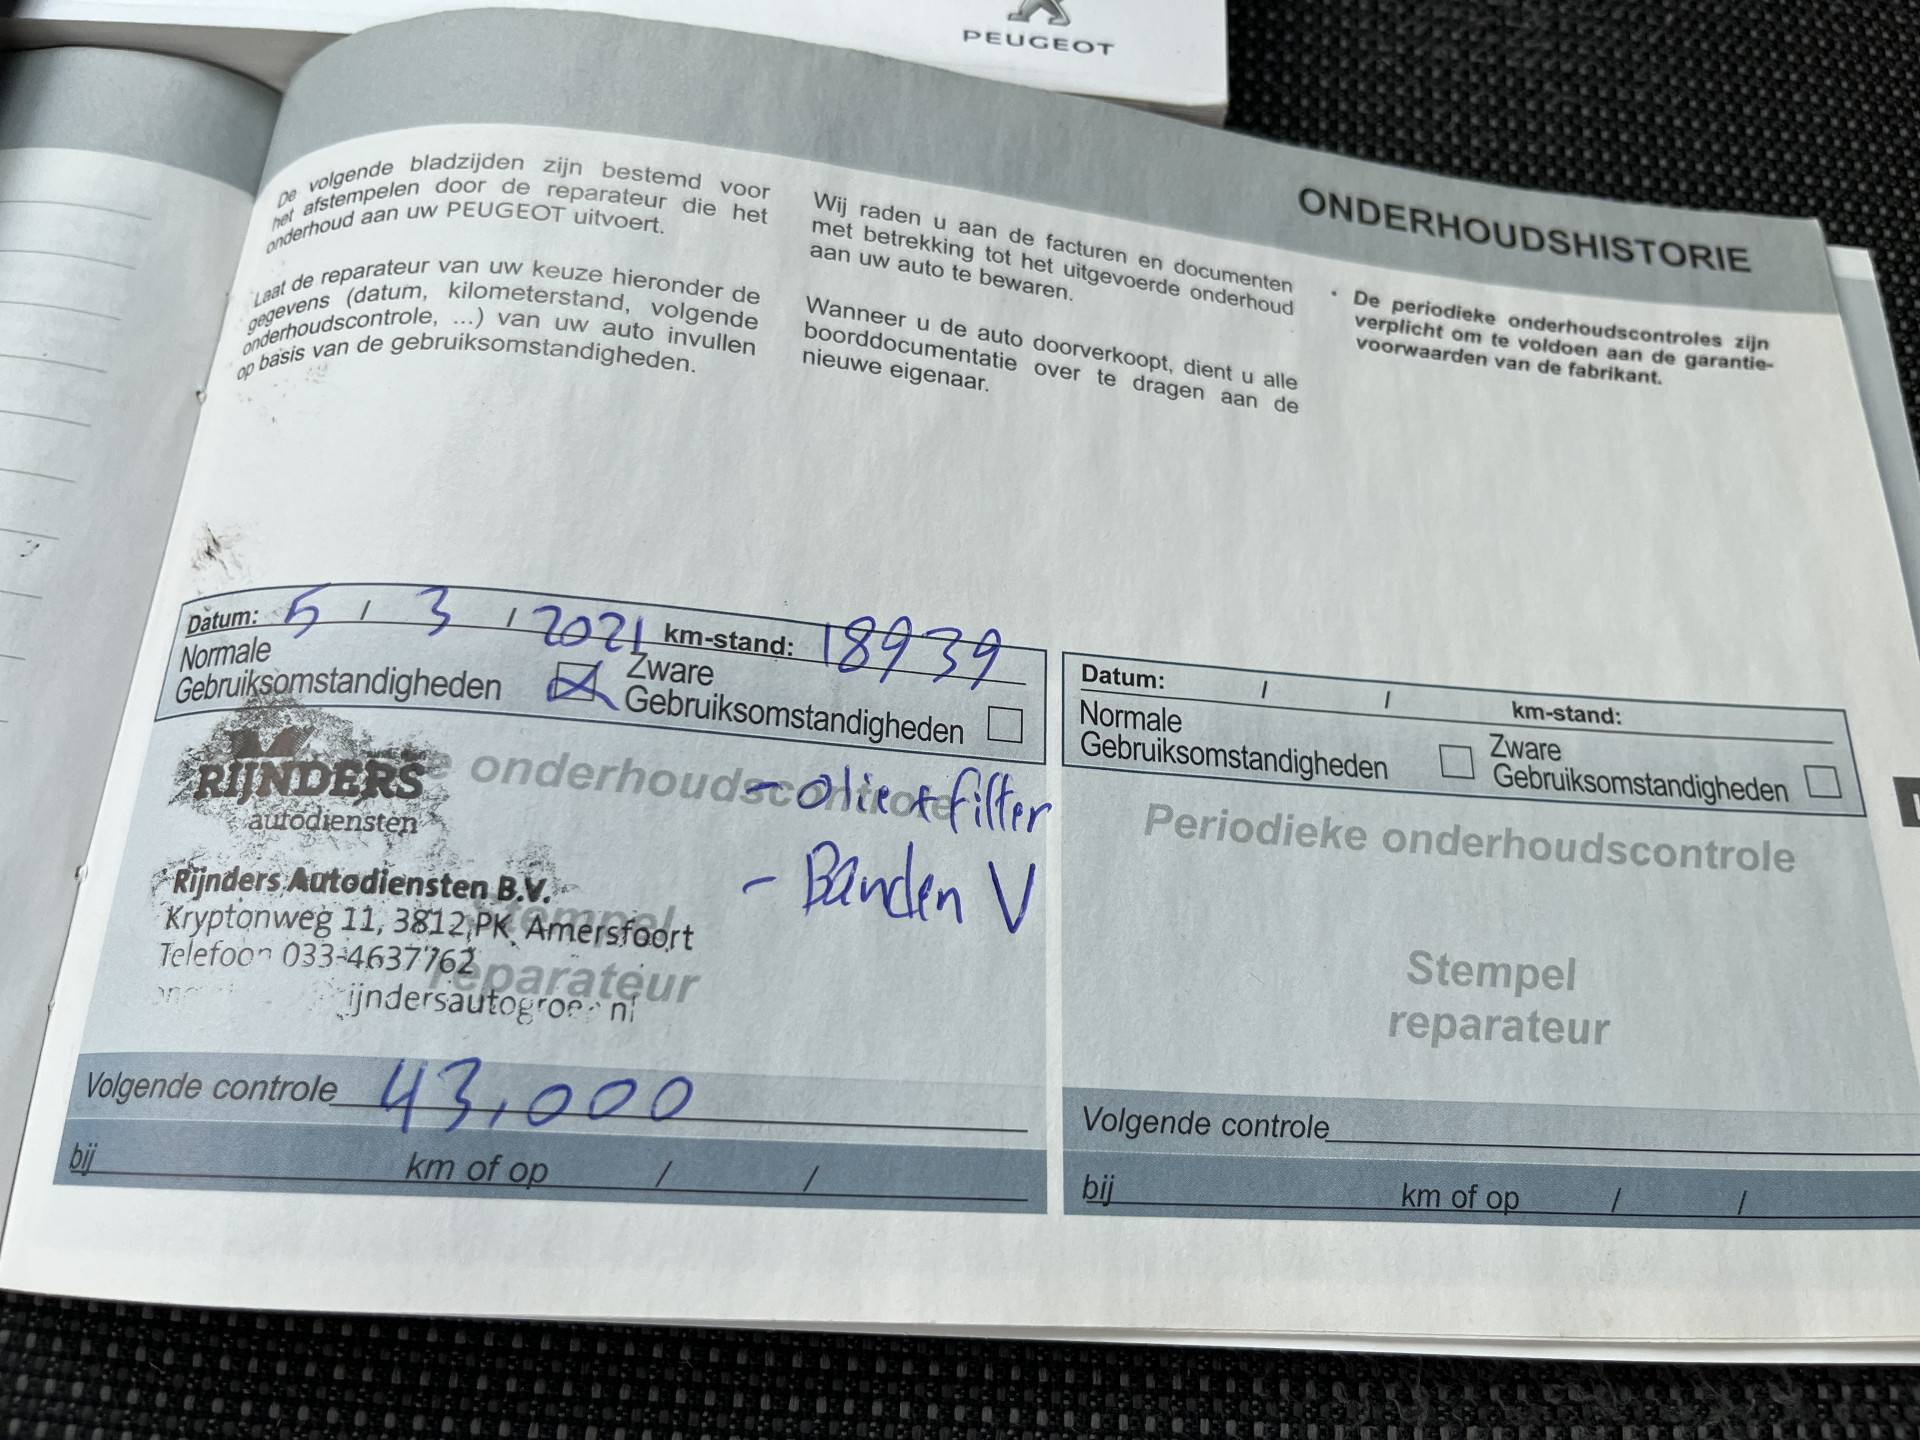 PEUGEOT
ONDERHOUDSHISTORIE
De volgende bladzijden zijn bestemd voor
het afstempelen door de reparateur die het
onderhoud aan uw PEUGEOT uitvoert.
Laat de reparateur van uw keuze hieronder de
gegevens (datum, kilometerstand, volgende
onderhoudscontrole, ...) van uw auto invullen
op basis van de gebruiksomstandigheden.
Wij raden u aan de facturen en documenten
met betrekking tot het uitgevoerde onderhoud
aan uw auto te bewaren.
Wanneer u de auto doorverkoopt, dient u alle
boorddocumentatie over te dragen aan de
nieuwe eigenaar.
• De periodieke onderhoudscontroles zijn
verplicht om te voldoen aan de garantie-
voorwaarden van de fabrikant.
Datum: 5 / 3 / 2021 km-stand: 18939
Normale Zware
Gebruiksomstandigheden Gebruiksomstandigheden
onderhoudscontrole
RIJNDERS
autodiensten
- olie + filter
- Banden V
Rijnders Autodiensten B.V.
Kryptonweg 11, 3812 PK Amersfoort
Telefoon 033-4637762
Stempel
reparateur
Volgende controle 43,000
bij km of op / /
Datum: / / km-stand:
Normale Zware
Gebruiksomstandigheden Gebruiksomstandigheden
Periodieke onderhoudscontrole
Stempel
reparateur
Volgende controle
bij km of op / /